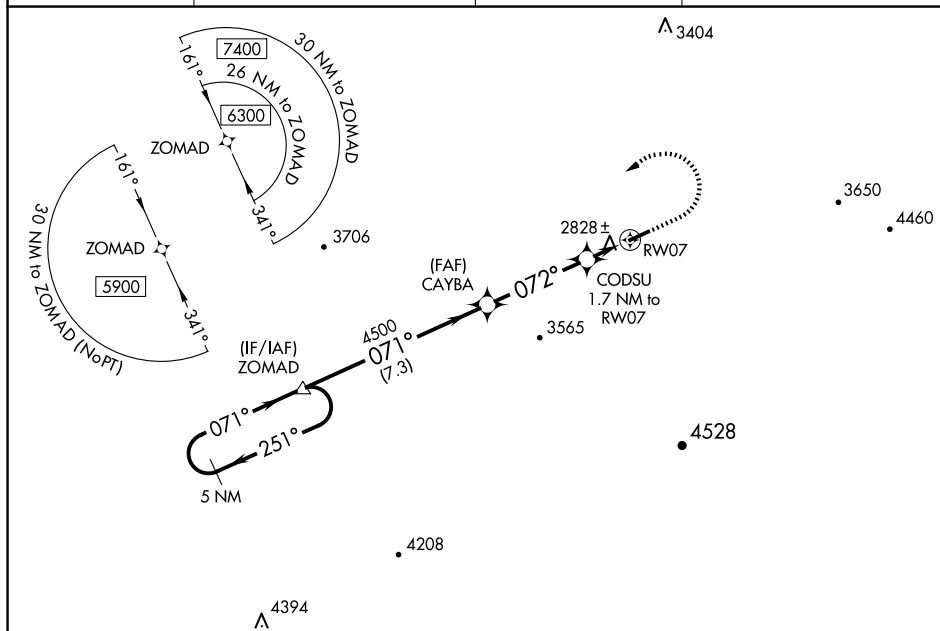 3404
7400
161°
30 NM to ZOMAD
26 NM to ZOMAD
6300
ZOMAD
341°
161°
30 NM to ZOMAD (NoPT)
ZOMAD
5900
341°
3706
3650
4460
2828 ±
RW07
(FAF)
CAYBA
072°
CODSU
1.7 NM to
RW07
3565
4500
071°
(7.3)
(IF/IAF)
ZOMAD
071°
251°
5 NM
4528
4208
4394